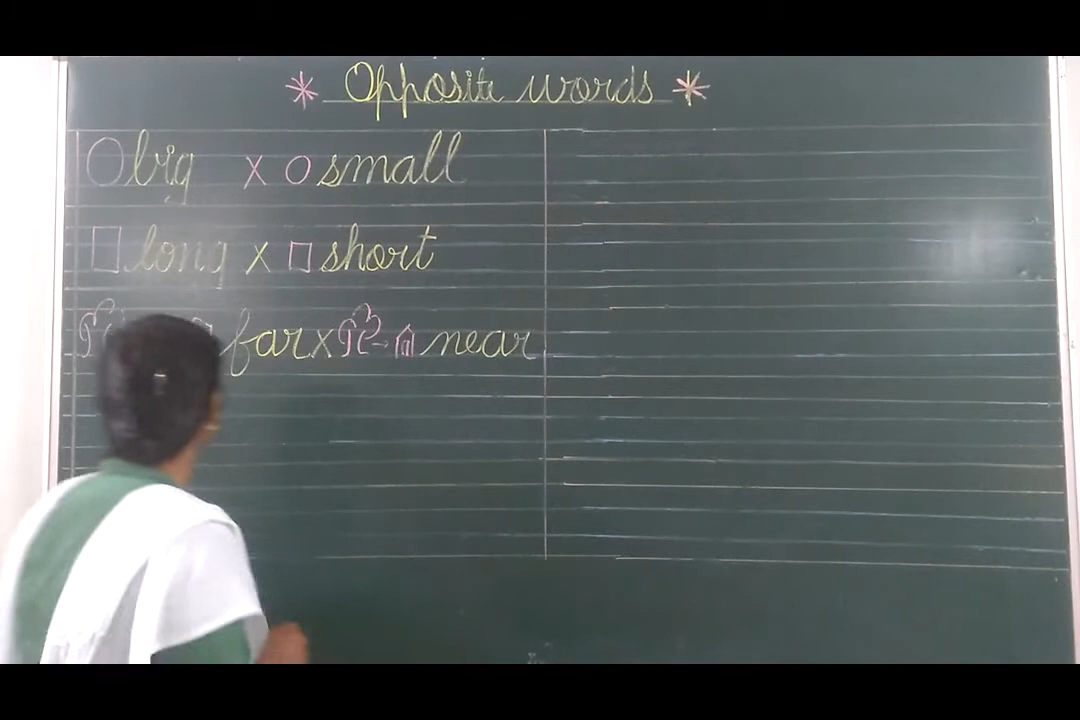 * Opposite words *
big x small
long x short
far x near